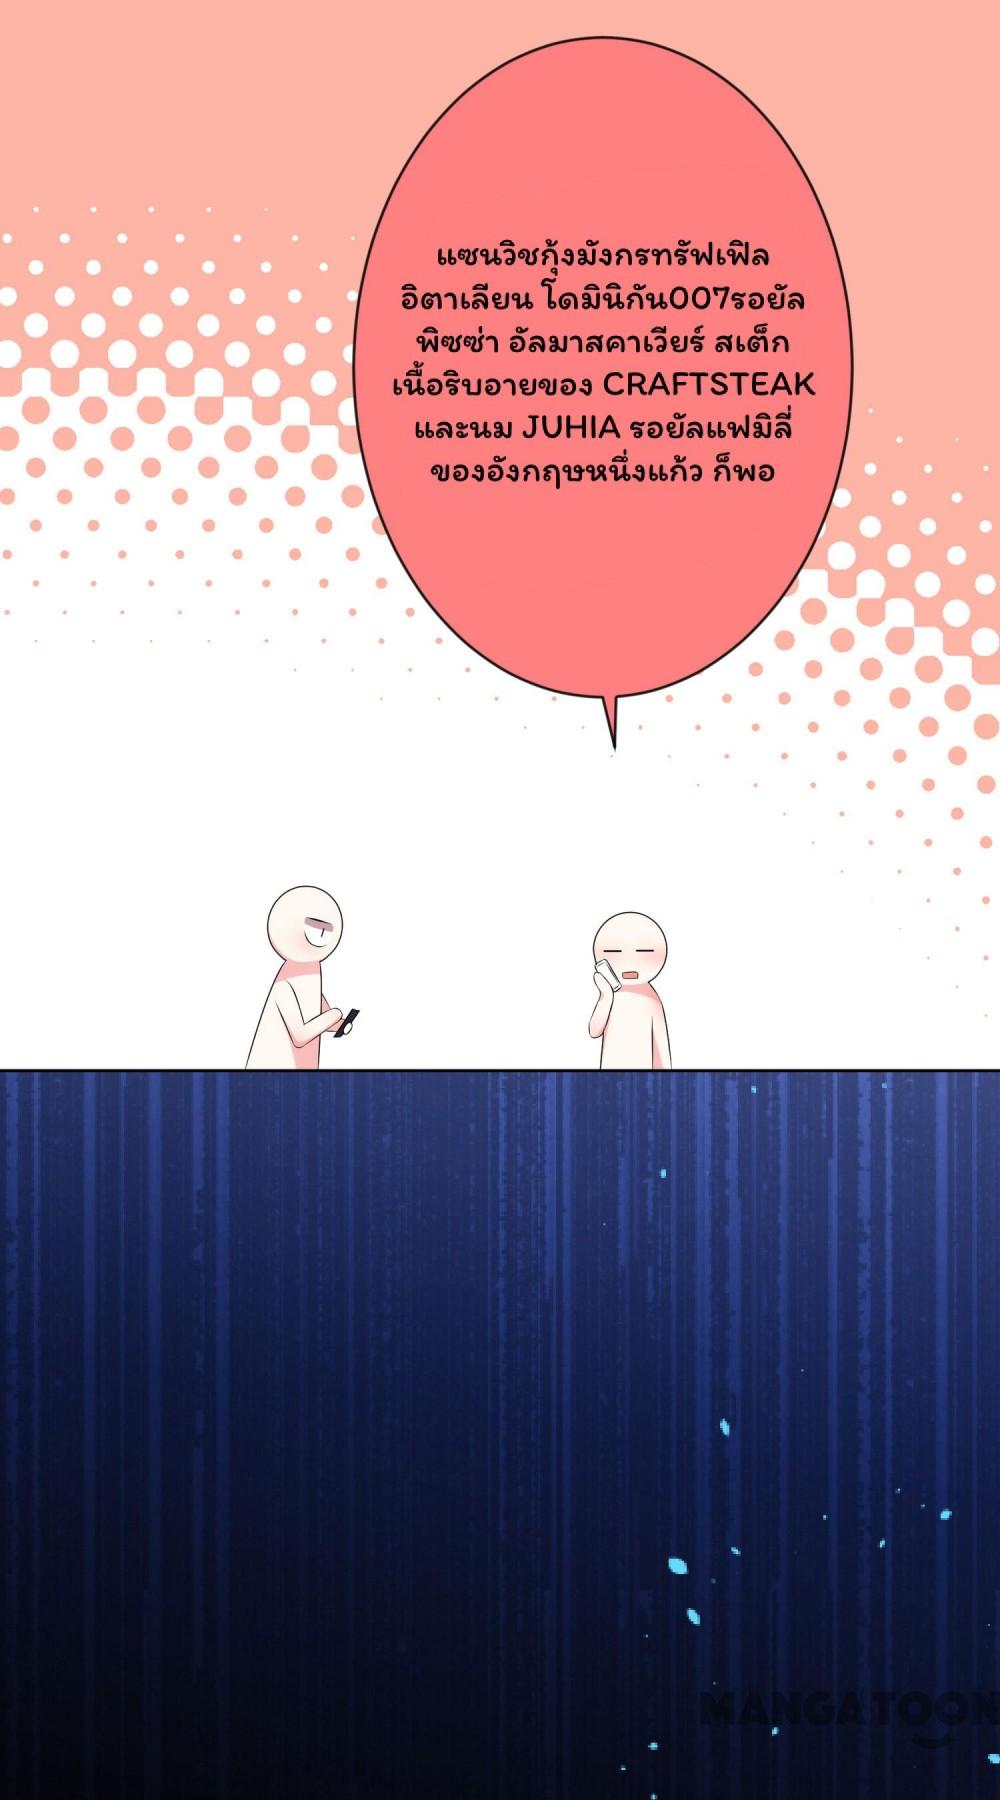 แซนวิชกุ้งมังกรทรัฟเฟิล
อิตาเลียน โดมินิกัน007รอยัล
พิซซ่า อัลมาสคาเวียร์ สเต็ก
เนื้อริบอายของ CRAFTSTEAK
และนม JUHIA รอยัลแฟมิลี่
ของอังกฤษหนึ่งแก้ว ก็พอ
MANGATOON